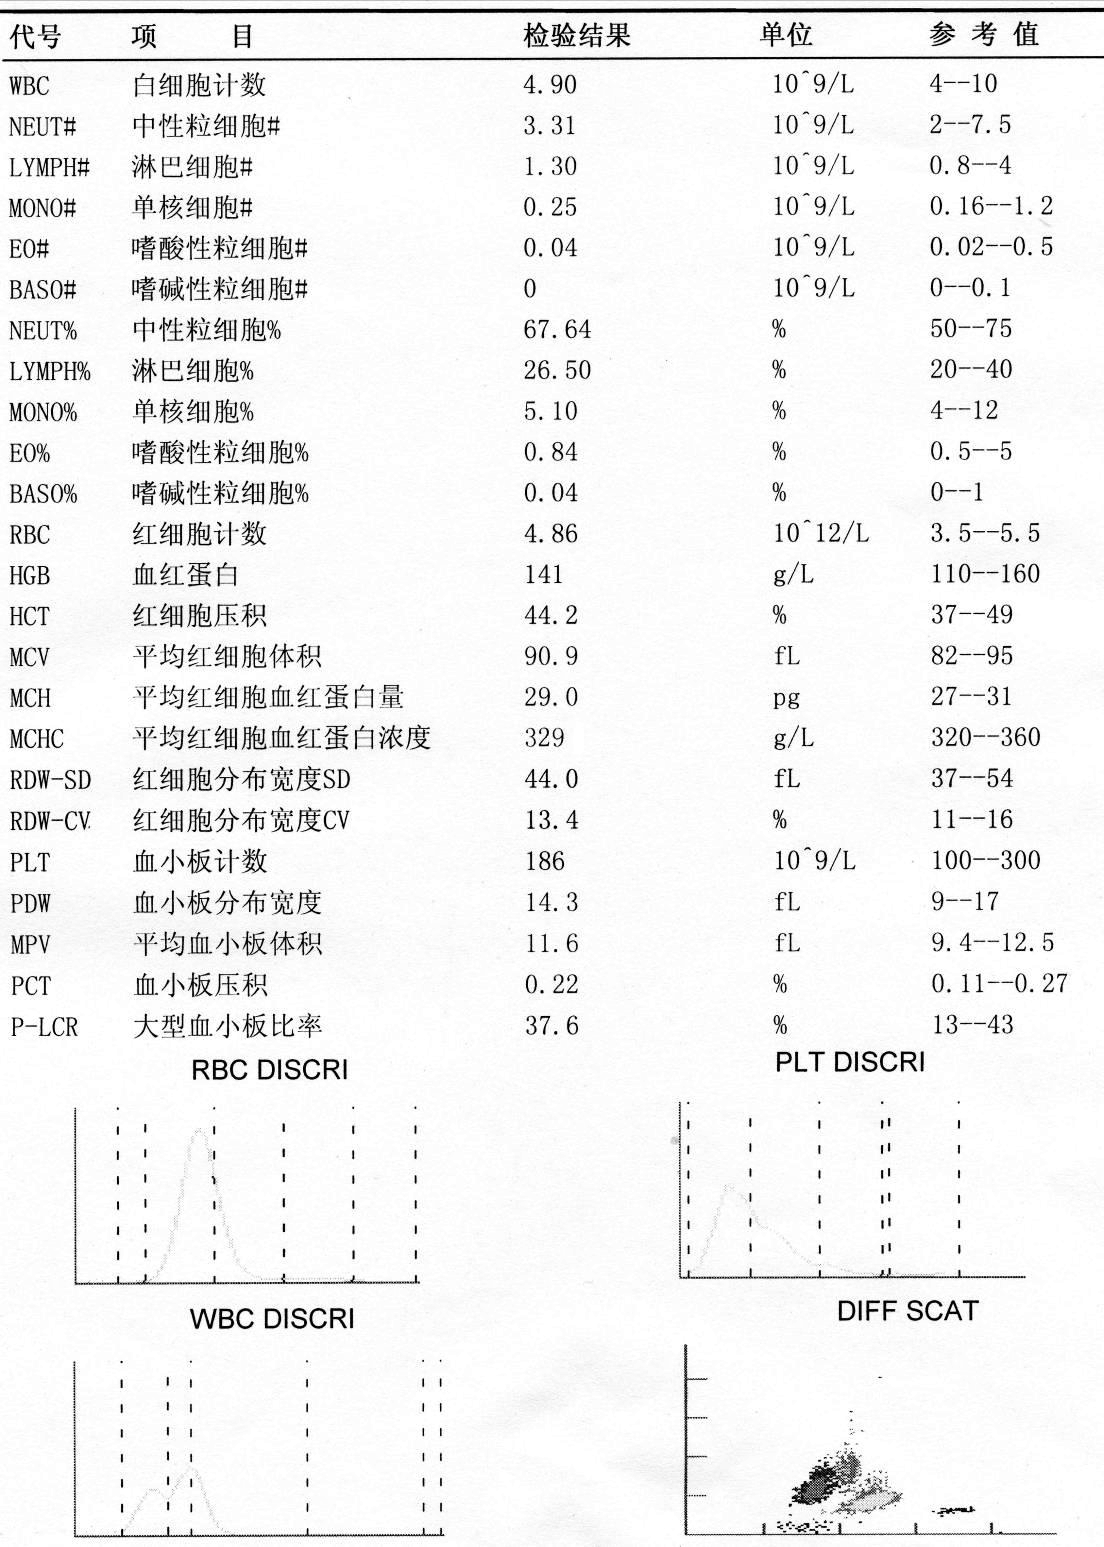 代号 项 目 检验结果 单位 参 考 值
WBC 白细胞计数 4.90 10^9/L 4--10
NEUT# 中性粒细胞# 3.31 10^9/L 2--7.5
LYMPH# 淋巴细胞# 1.30 10^9/L 0.8--4
MONO# 单核细胞# 0.25 10^9/L 0.16--1.2
EO# 嗜酸性粒细胞# 0.04 10^9/L 0.02--0.5
BASO# 嗜碱性粒细胞# 0 10^9/L 0--0.1
NEUT% 中性粒细胞% 67.64 % 50--75
LYMPH% 淋巴细胞% 26.50 % 20--40
MONO% 单核细胞% 5.10 % 4--12
EO% 嗜酸性粒细胞% 0.84 % 0.5--5
BASO% 嗜碱性粒细胞% 0.04 % 0--1
RBC 红细胞计数 4.86 10^12/L 3.5--5.5
HGB 血红蛋白 141 g/L 110--160
HCT 红细胞压积 44.2 % 37--49
MCV 平均红细胞体积 90.9 fL 82--95
MCH 平均红细胞血红蛋白量 29.0 pg 27--31
MCHC 平均红细胞血红蛋白浓度 329 g/L 320--360
RDW-SD 红细胞分布宽度SD 44.0 fL 37--54
RDW-CV 红细胞分布宽度CV 13.4 % 11--16
PLT 血小板计数 186 10^9/L 100--300
PDW 血小板分布宽度 14.3 fL 9--17
MPV 平均血小板体积 11.6 fL 9.4--12.5
PCT 血小板压积 0.22 % 0.11--0.27
P-LCR 大型血小板比率 37.6 % 13--43
RBC DISCRI PLT DISCRI
WBC DISCRI DIFF SCAT